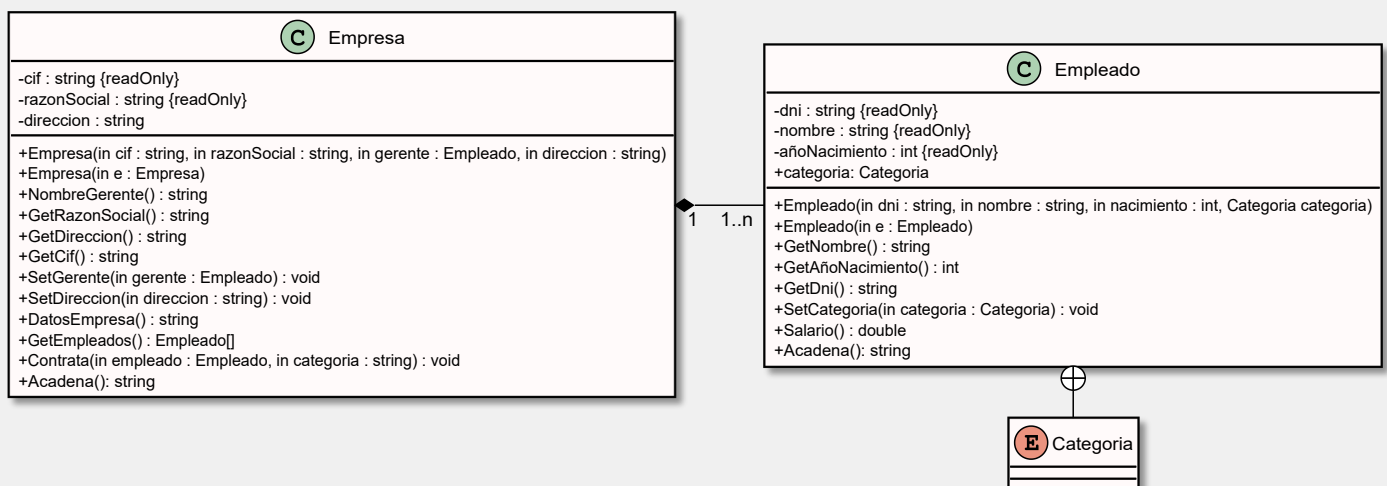 C Empresa
-cif : string {readOnly}
-razonSocial : string {readOnly}
-direccion : string
+Empresa(in cif : string, in razonSocial : string, in gerente : Empleado, in direccion : string)
+Empresa(in e : Empresa)
+NombreGerente() : string
+GetRazonSocial() : string
+GetDireccion() : string
+GetCif() : string
+SetGerente(in gerente : Empleado) : void
+SetDireccion(in direccion : string) : void
+DatosEmpresa() : string
+GetEmpleados() : Empleado[]
+Contrata(in empleado : Empleado, in categoria : string) : void
+Acadena(): string
1 1..n
C Empleado
-dni : string {readOnly}
-nombre : string {readOnly}
-añoNacimiento : int {readOnly}
+categoria: Categoria
+Empleado(in dni : string, in nombre : string, in nacimiento : int, Categoria categoria)
+Empleado(in e : Empleado)
+GetNombre() : string
+GetAñoNacimiento() : int
+GetDni() : string
+SetCategoria(in categoria : Categoria) : void
+Salario() : double
+Acadena(): string
E Categoria